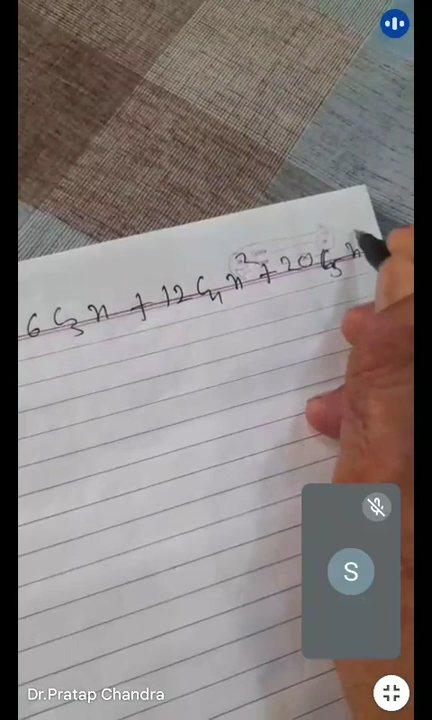 6C₃x + 12C₄x² + 20C₅x
S
Dr.Pratap Chandra